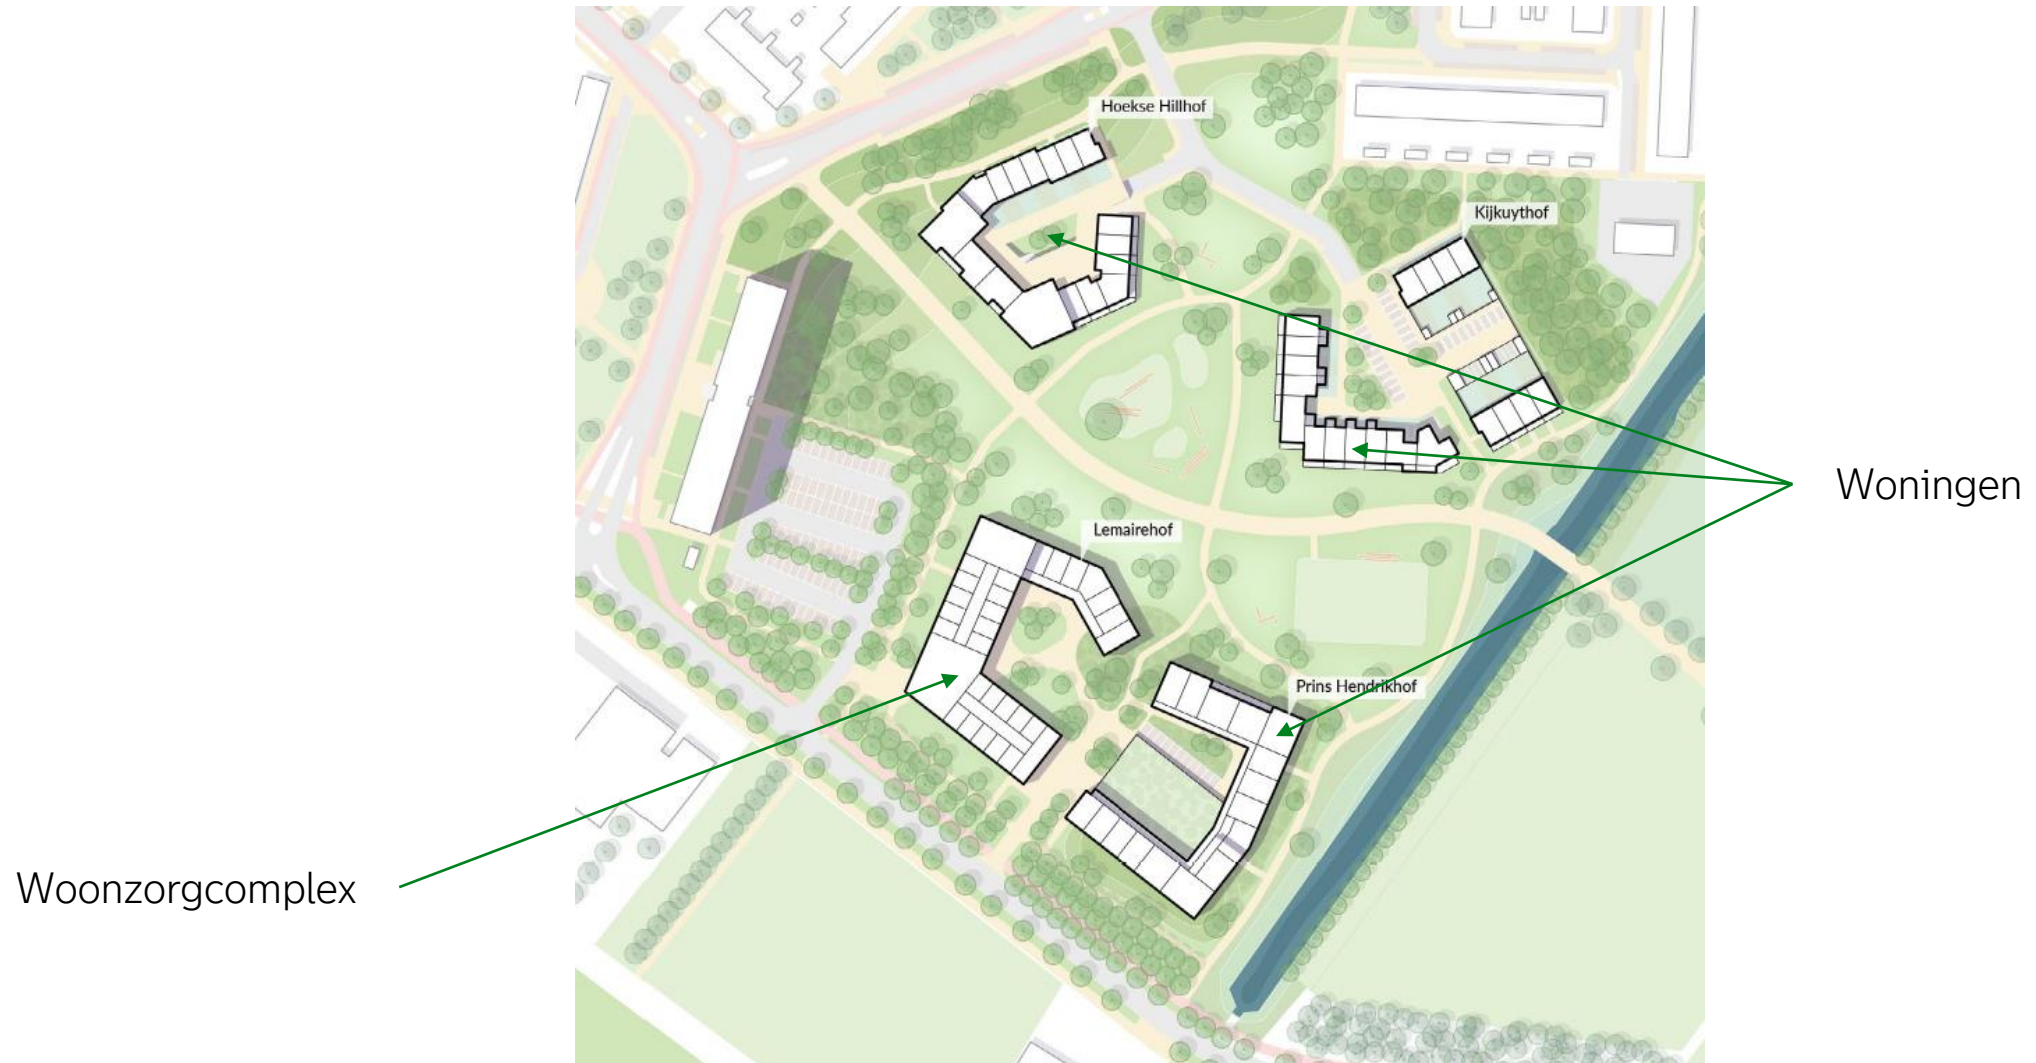 Hoekse Hillhof
Kijkuythof
Woningen
Lemairehof
Prins Hendrikhof
Woonzorgcomplex